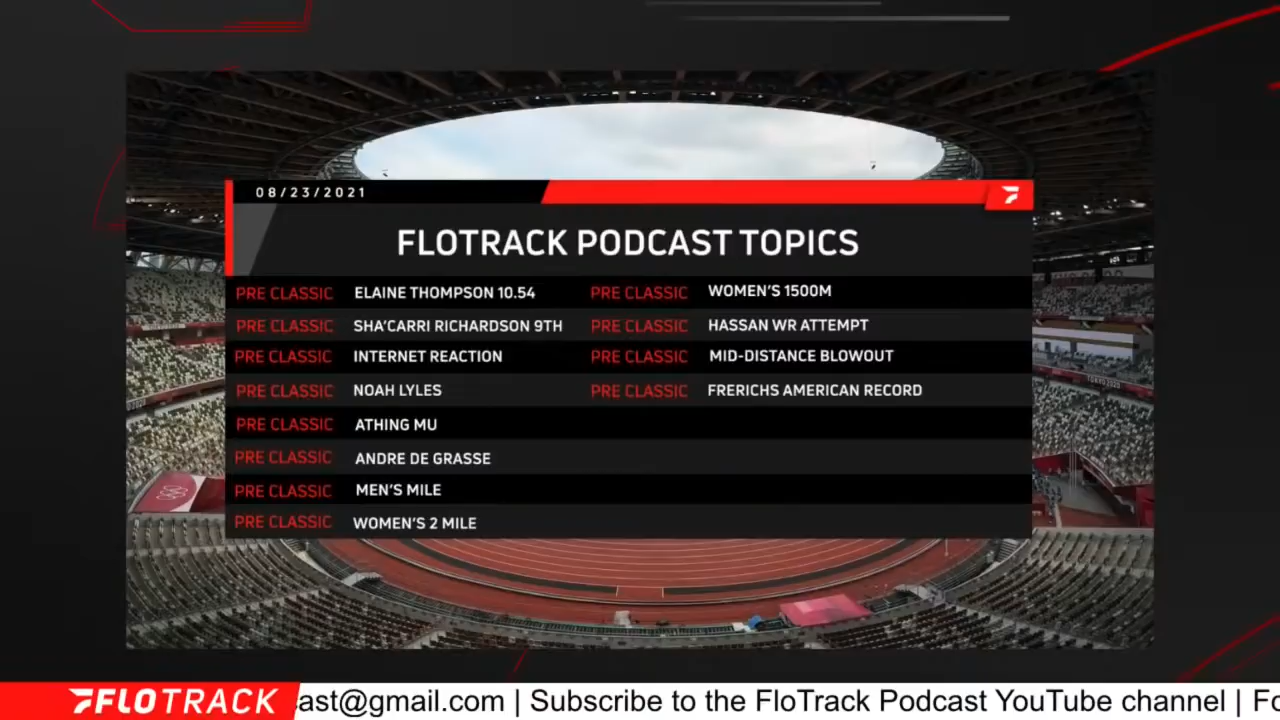 08/23/2021
FLOTRACK PODCAST TOPICS
PRE CLASSIC ELAINE THOMPSON 10.54
PRE CLASSIC SHA'CARRI RICHARDSON 9TH
PRE CLASSIC INTERNET REACTION
PRE CLASSIC NOAH LYLES
PRE CLASSIC ATHING MU
PRE CLASSIC ANDRE DE GRASSE
PRE CLASSIC MEN'S MILE
PRE CLASSIC WOMEN'S 2 MILE
PRE CLASSIC WOMEN'S 1500M
PRE CLASSIC HASSAN WR ATTEMPT
PRE CLASSIC MID-DISTANCE BLOWOUT
PRE CLASSIC FRERICHS AMERICAN RECORD
TOKYO 2020
FLOTRACK
cast@gmail.com | Subscribe to the FloTrack Podcast YouTube channel | Fo